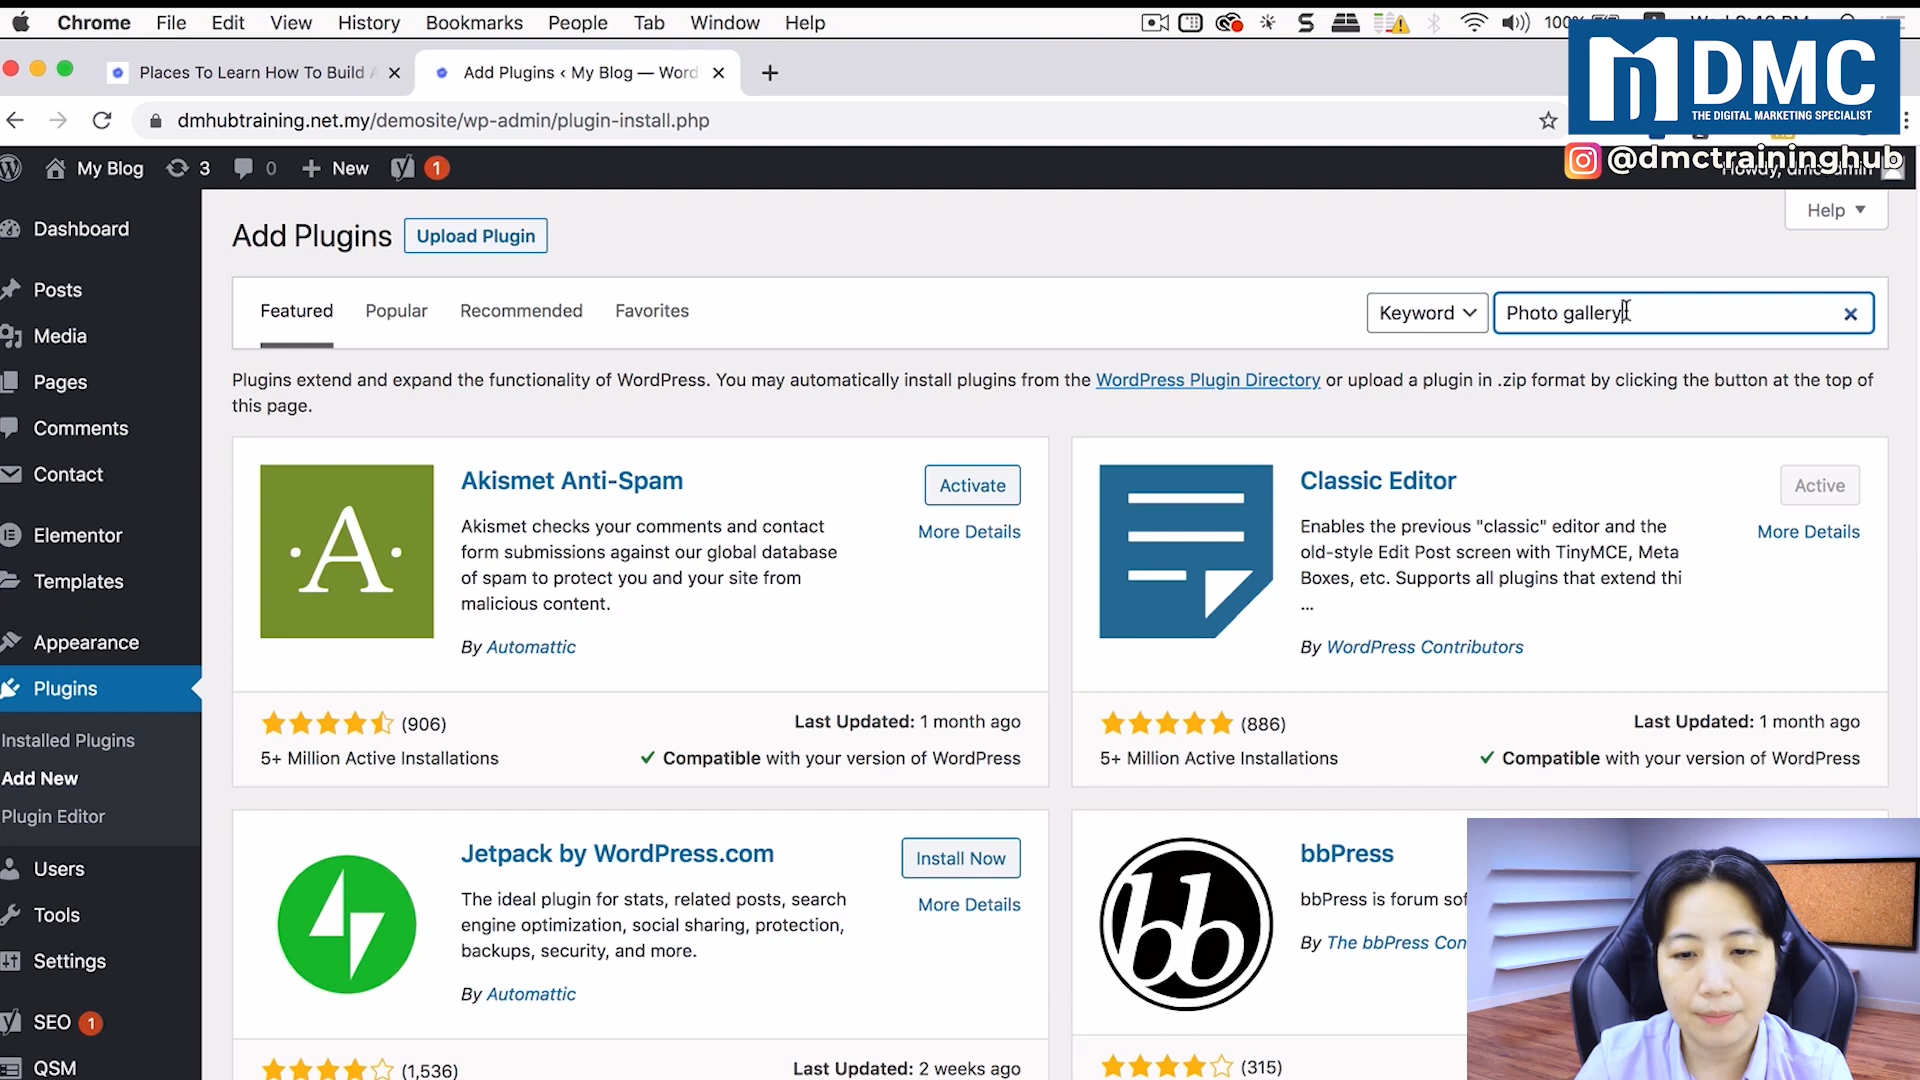 Chrome File Edit View History Bookmarks People Tab Window Help
100%
Places To Learn How To Build
Add Plugins ‹ My Blog — Word
dmhubtraining.net.my/demosite/wp-admin/plugin-install.php
DMC
THE DIGITAL MARKETING SPECIALIST
@dmctraininghub
My Blog 3 0 New 1
Help
Dashboard
Posts
Media
Pages
Comments
Contact
Elementor
Templates
Appearance
Plugins
Installed Plugins
Add New
Plugin Editor
Users
Tools
Settings
SEO 1
QSM
Add Plugins Upload Plugin
Featured Popular Recommended Favorites
Keyword Photo gallery
Plugins extend and expand the functionality of WordPress. You may automatically install plugins from the WordPress Plugin Directory or upload a plugin in .zip format by clicking the button at the top of
this page.
Akismet Anti-Spam
Activate
More Details
Akismet checks your comments and contact
form submissions against our global database
of spam to protect you and your site from
malicious content.
By Automattic
(906)
Last Updated: 1 month ago
5+ Million Active Installations
Compatible with your version of WordPress
Classic Editor
Active
More Details
Enables the previous "classic" editor and the
old-style Edit Post screen with TinyMCE, Meta
Boxes, etc. Supports all plugins that extend thi
...
By WordPress Contributors
(886)
Last Updated: 1 month ago
5+ Million Active Installations
Compatible with your version of WordPress
Jetpack by WordPress.com
Install Now
More Details
The ideal plugin for stats, related posts, search
engine optimization, social sharing, protection,
backups, security, and more.
By Automattic
(1,536)
Last Updated: 2 weeks ago
bb
bbPress
bbPress is forum sof
By The bbPress Con
(315)